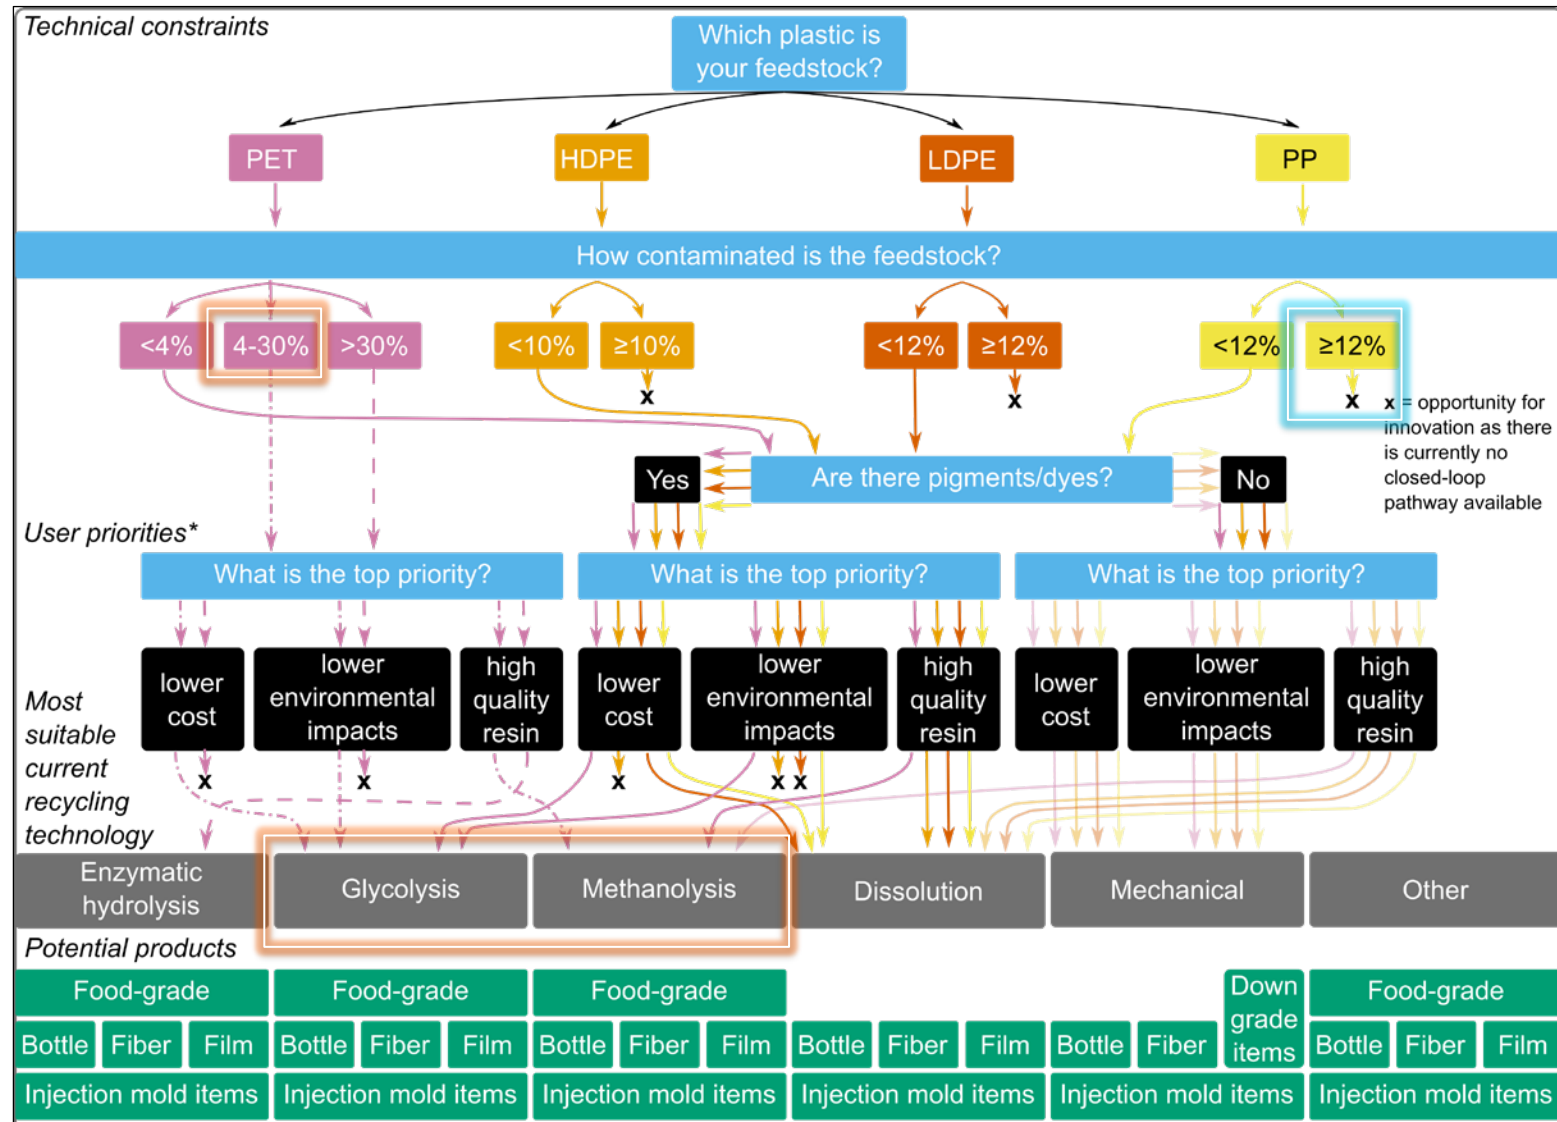 Technical constraints
Which plastic is
your feedstock?
PET
HDPE
LDPE
PP
How contaminated is the feedstock?
<4%
4-30%
>30%
<10%
≥10%
<12%
≥12%
<12%
≥12%
x
x
x
x = opportunity for
innovation as there
is currently no
closed-loop
pathway available
Yes
Are there pigments/dyes?
No
User priorities*
What is the top priority?
What is the top priority?
What is the top priority?
lower
cost
lower
environmental
impacts
high
quality
resin
lower
cost
lower
environmental
impacts
high
quality
resin
lower
cost
lower
environmental
impacts
high
quality
resin
Most
suitable
current
recycling
technology
x
x
x
x
x
Enzymatic
hydrolysis
Glycolysis
Methanolysis
Dissolution
Mechanical
Other
Potential products
Food-grade
Food-grade
Food-grade
Down
grade
items
Food-grade
Bottle
Fiber
Film
Bottle
Fiber
Film
Bottle
Fiber
Film
Bottle
Fiber
Film
Bottle
Fiber
Bottle
Fiber
Film
Injection mold items
Injection mold items
Injection mold items
Injection mold items
Injection mold items
Injection mold items